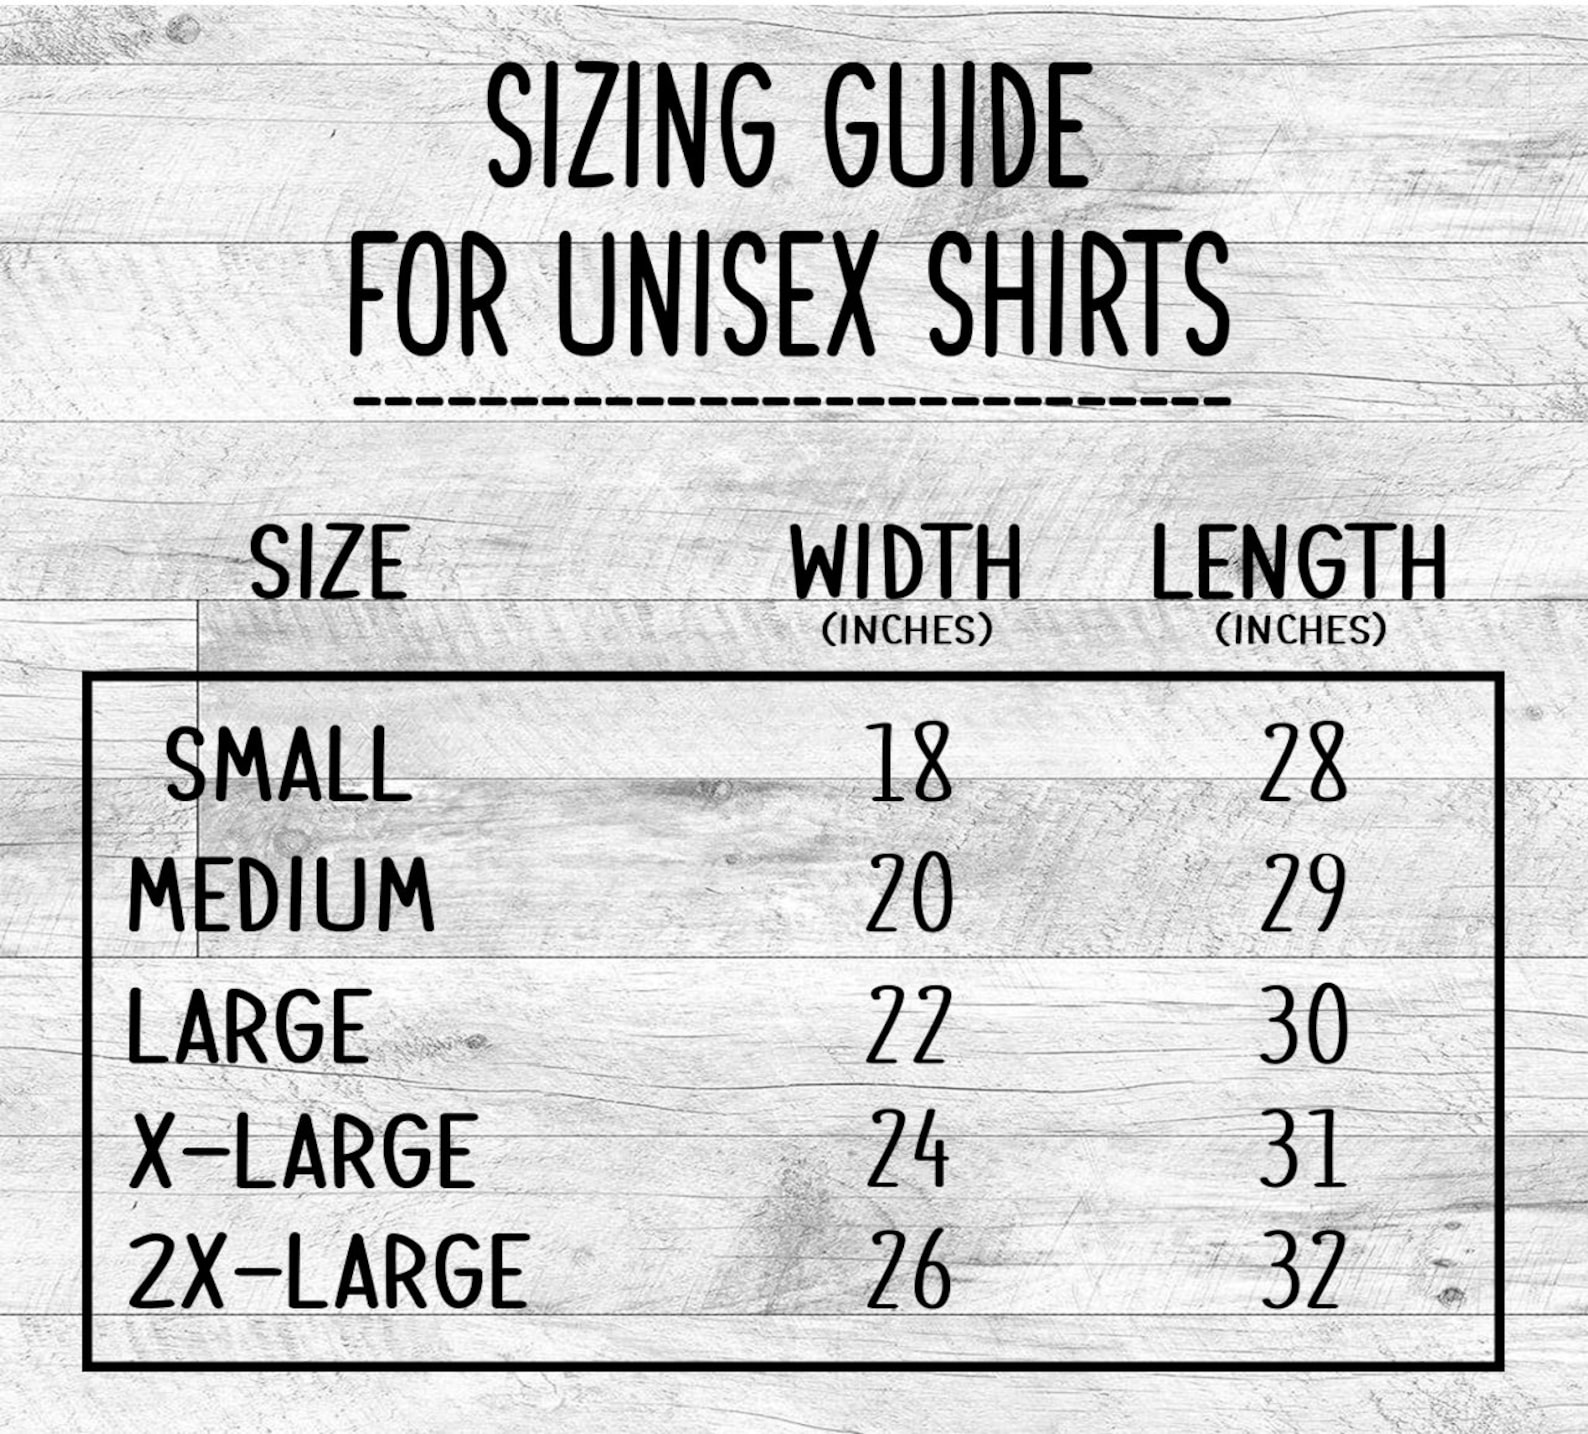 SIZING GUIDE
FOR UNISEX SHIRTS
----------------------------
SIZE WIDTH LENGTH
(INCHES) (INCHES)
SMALL 18 28
MEDIUM 20 29
LARGE 22 30
X-LARGE 24 31
2X-LARGE 26 32